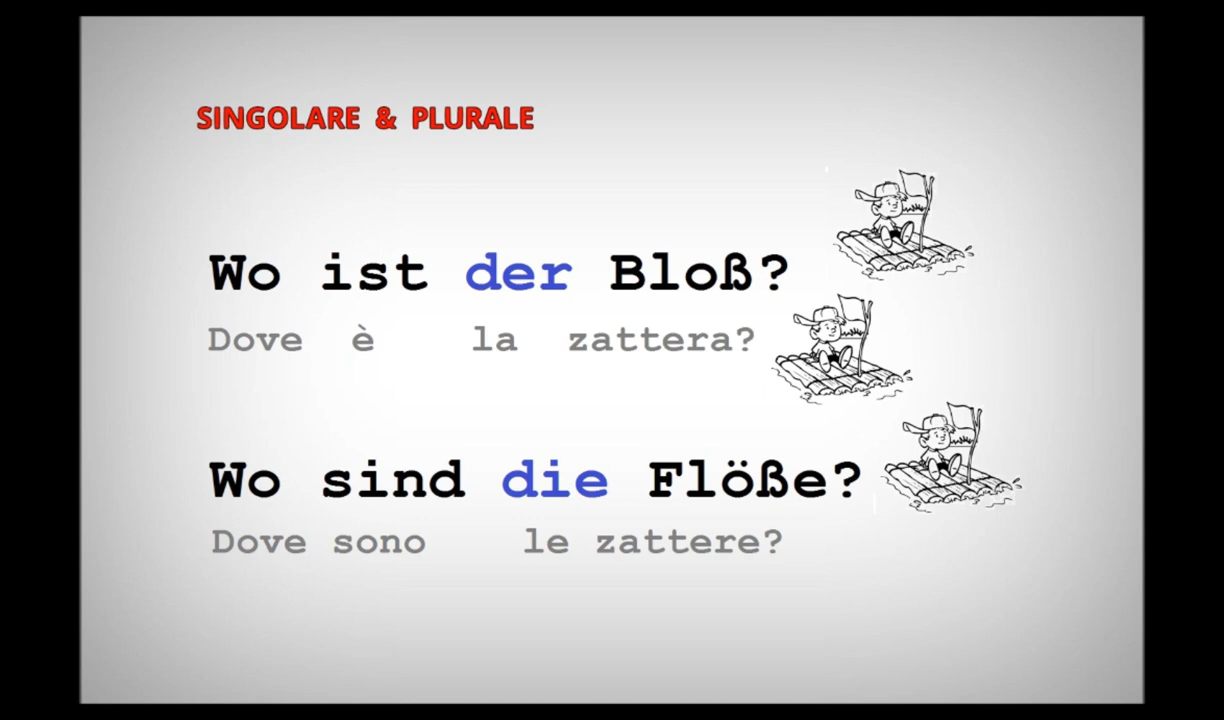 SINGOLARE & PLURALE
Wo ist der Bloß?
Dove è la zattera?
Wo sind die Flöße?
Dove sono le zattere?